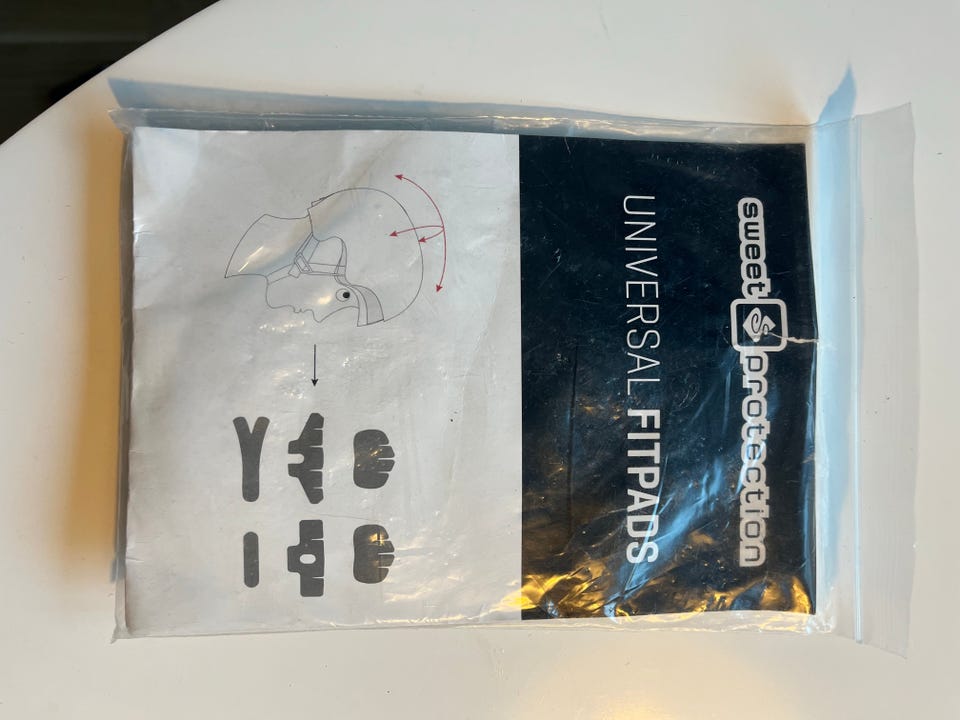 sweet protection
UNIVERSAL FITPADS